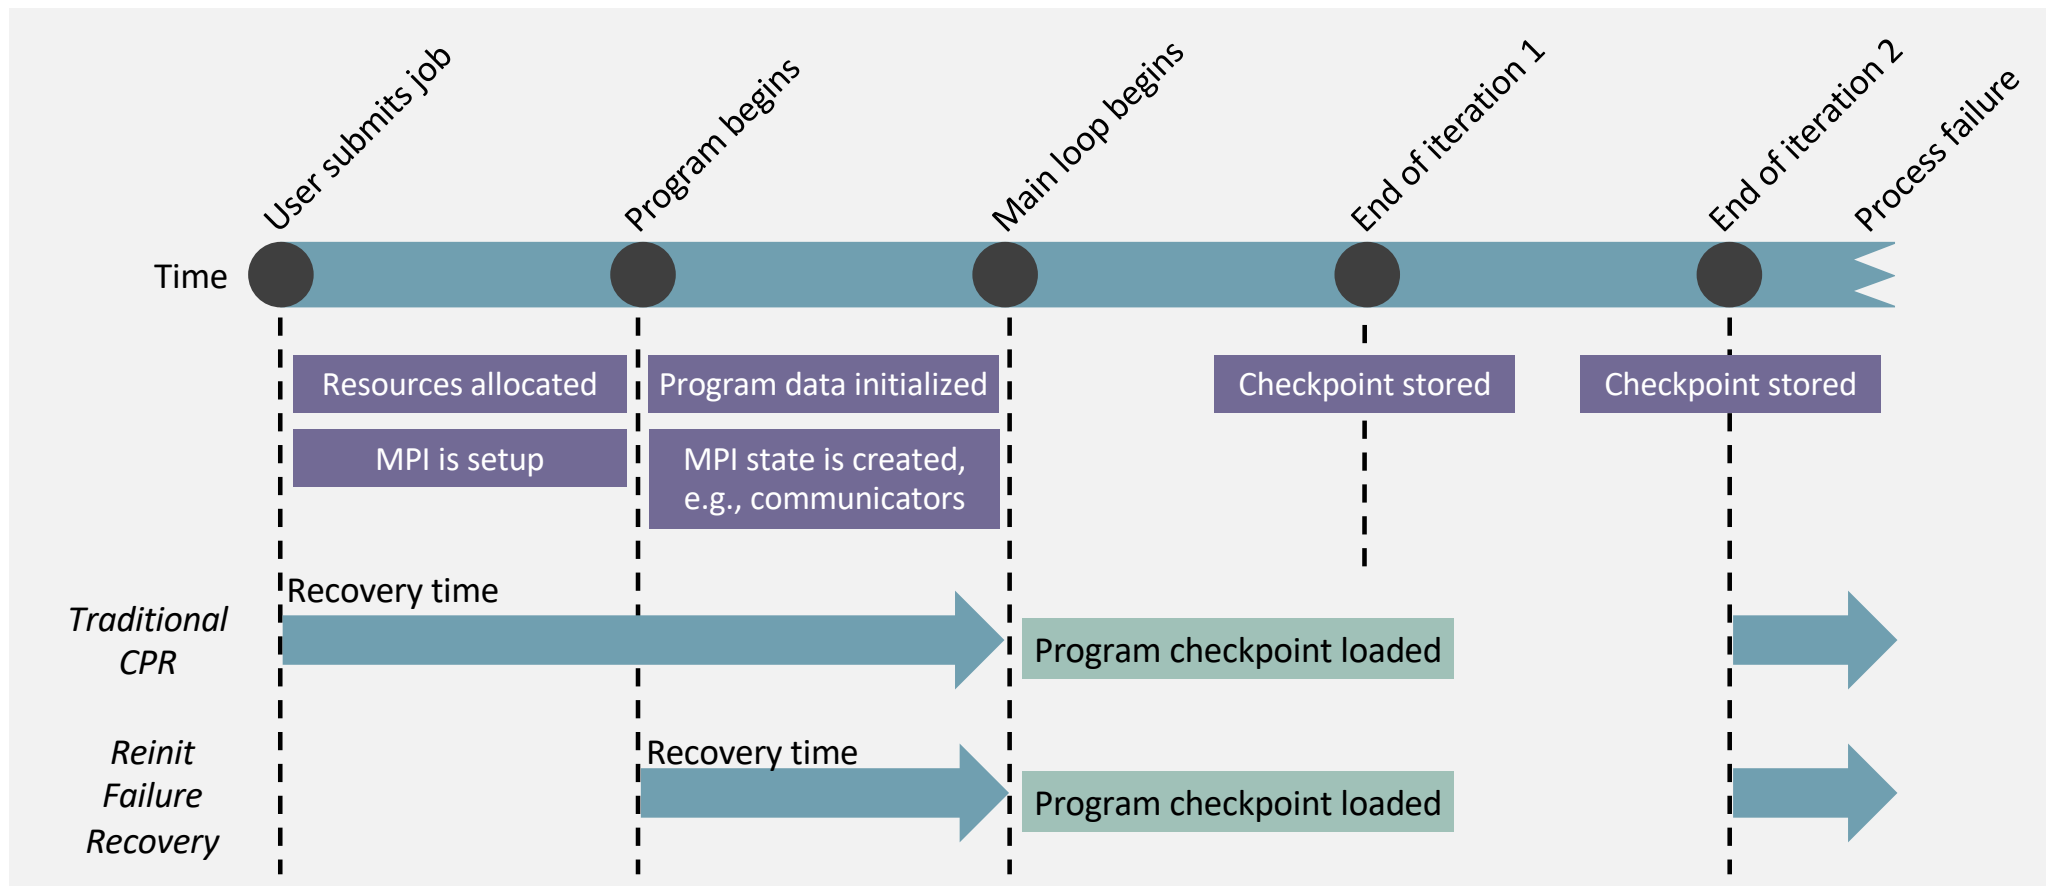 User submits job
Program begins
Main loop begins
End of iteration 1
End of iteration 2
Process failure
Time
Resources allocated
Program data initialized
Checkpoint stored
Checkpoint stored
MPI is setup
MPI state is created,
e.g., communicators
Recovery time
Traditional
CPR
Program checkpoint loaded
Recovery time
Reinit
Failure
Recovery
Program checkpoint loaded